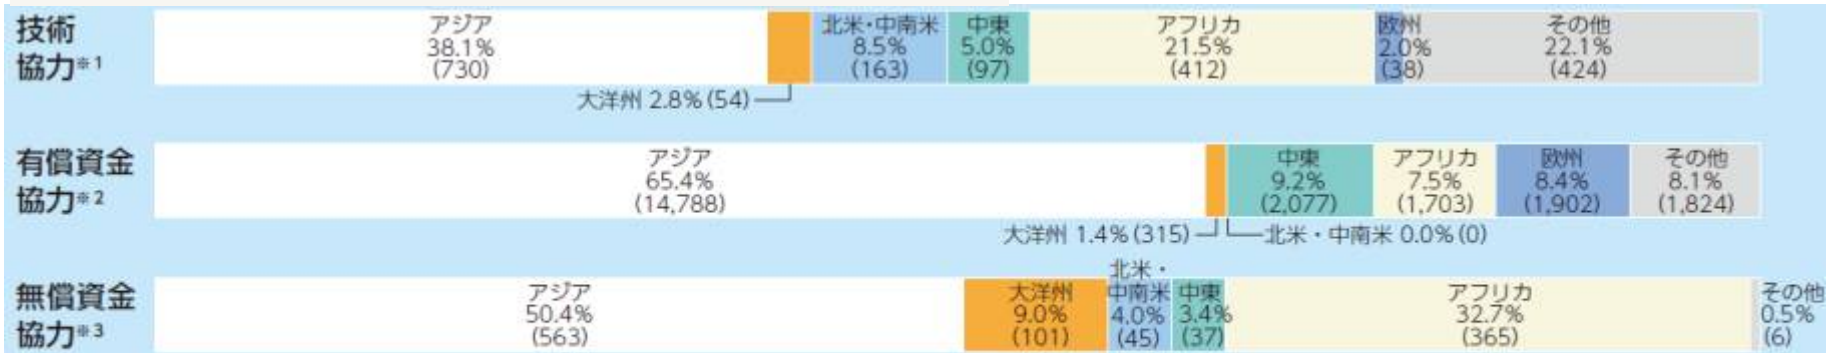 技術
協力※1
アジア
38.1%
(730)
大洋州 2.8%(54)
北米・中南米
8.5%
(163)
中東
5.0%
(97)
アフリカ
21.5%
(412)
欧州
2.0%
(38)
その他
22.1%
(424)
有償資金
協力※2
アジア
65.4%
(14,788)
大洋州 1.4%(315)
北米・中南米 0.0%(0)
中東
9.2%
(2,077)
アフリカ
7.5%
(1,703)
欧州
8.4%
(1,902)
その他
8.1%
(1,824)
無償資金
協力※3
アジア
50.4%
(563)
大洋州
9.0%
(101)
北米・
中南米
4.0%
(45)
中東
3.4%
(37)
アフリカ
32.7%
(365)
その他
0.5%
(6)